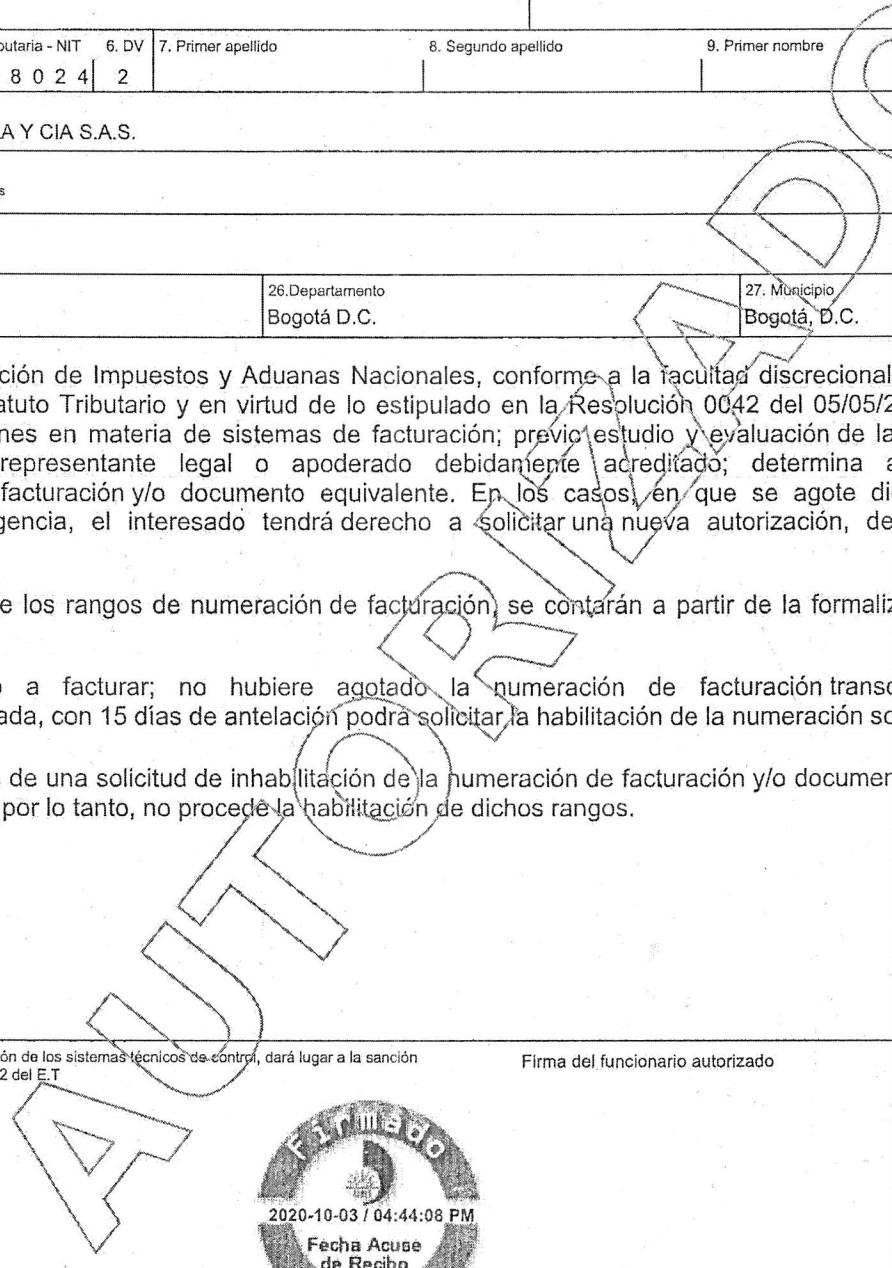 butaria - NIT 6. DV 7. Primer apellido 8. Segundo apellido 9. Primer nombre
8 0 2 4 2
A Y CIA S.A.S.
s
26.Departamento 27. Municipio
Bogotá D.C. Bogotá, D.C.
ción de Impuestos y Aduanas Nacionales, conforme a la facultad discrecional
atuto Tributario y en virtud de lo estipulado en la Resolución 0042 del 05/05/2
nes en materia de sistemas de facturación; previo estudio y evaluación de la
representante legal o apoderado debidamente acreditado; determina a
facturación y/o documento equivalente. En los casos, en que se agote di
gencia, el interesado tendrá derecho a solicitar una nueva autorización, de
e los rangos de numeración de facturación, se contarán a partir de la formaliz
o a facturar; no hubiere agotado la numeración de facturación transc
ada, con 15 días de antelación podrá solicitar la habilitación de la numeración so
de una solicitud de inhabilitación de la numeración de facturación y/o documen
por lo tanto, no procede la habilitación de dichos rangos.
AUTORIZADO
ón de los sistemas técnicos de control, dará lugar a la sanción Firma del funcionario autorizado
2 del E.T
Firmado
2020-10-03 / 04:44:08 PM
Fecha Acuse
de Recibo